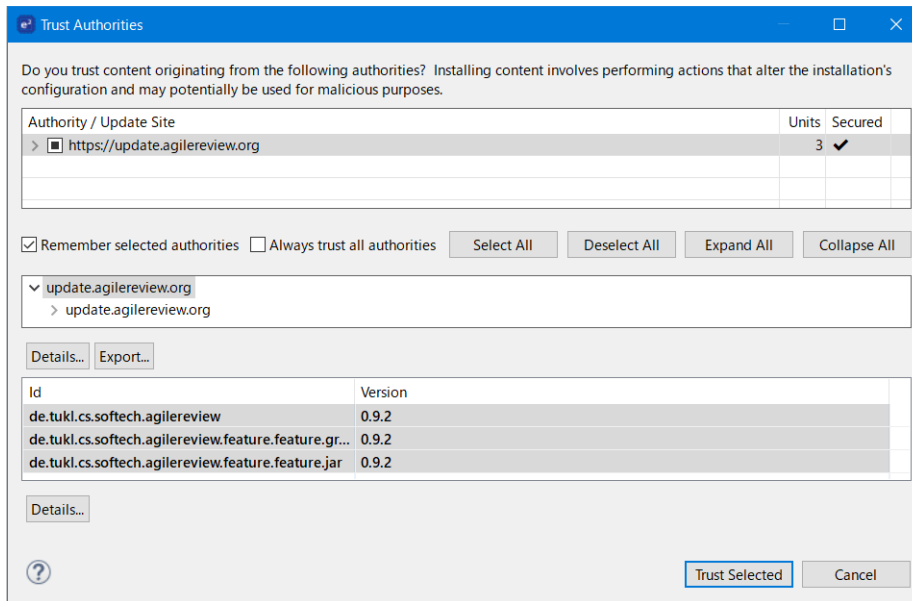 e² Trust Authorities
Do you trust content originating from the following authorities? Installing content involves performing actions that alter the installation's
configuration and may potentially be used for malicious purposes.
Authority / Update Site Units Secured
https://update.agilereview.org 3
Remember selected authorities Always trust all authorities Select All Deselect All Expand All Collapse All
update.agilereview.org
update.agilereview.org
Details... Export...
Id Version
de.tukl.cs.softech.agilereview 0.9.2
de.tukl.cs.softech.agilereview.feature.feature.gr... 0.9.2
de.tukl.cs.softech.agilereview.feature.feature.jar 0.9.2
Details...
? Trust Selected Cancel